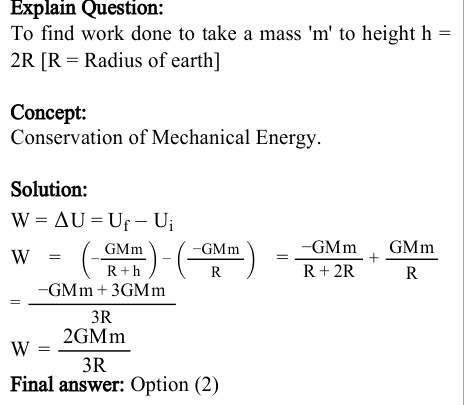 Explain Question:
To find work done to take a mass 'm' to height h =
2R [R = Radius of earth]
Concept:
Conservation of Mechanical Energy.
Solution:
W = ΔU = U_f − U_i
W = (−GMm/(R + h)) − (−GMm/R) = −GMm/(R + 2R) + GMm/R
= (−GMm + 3GMm)/3R
W = 2GMm/3R
Final answer: Option (2)